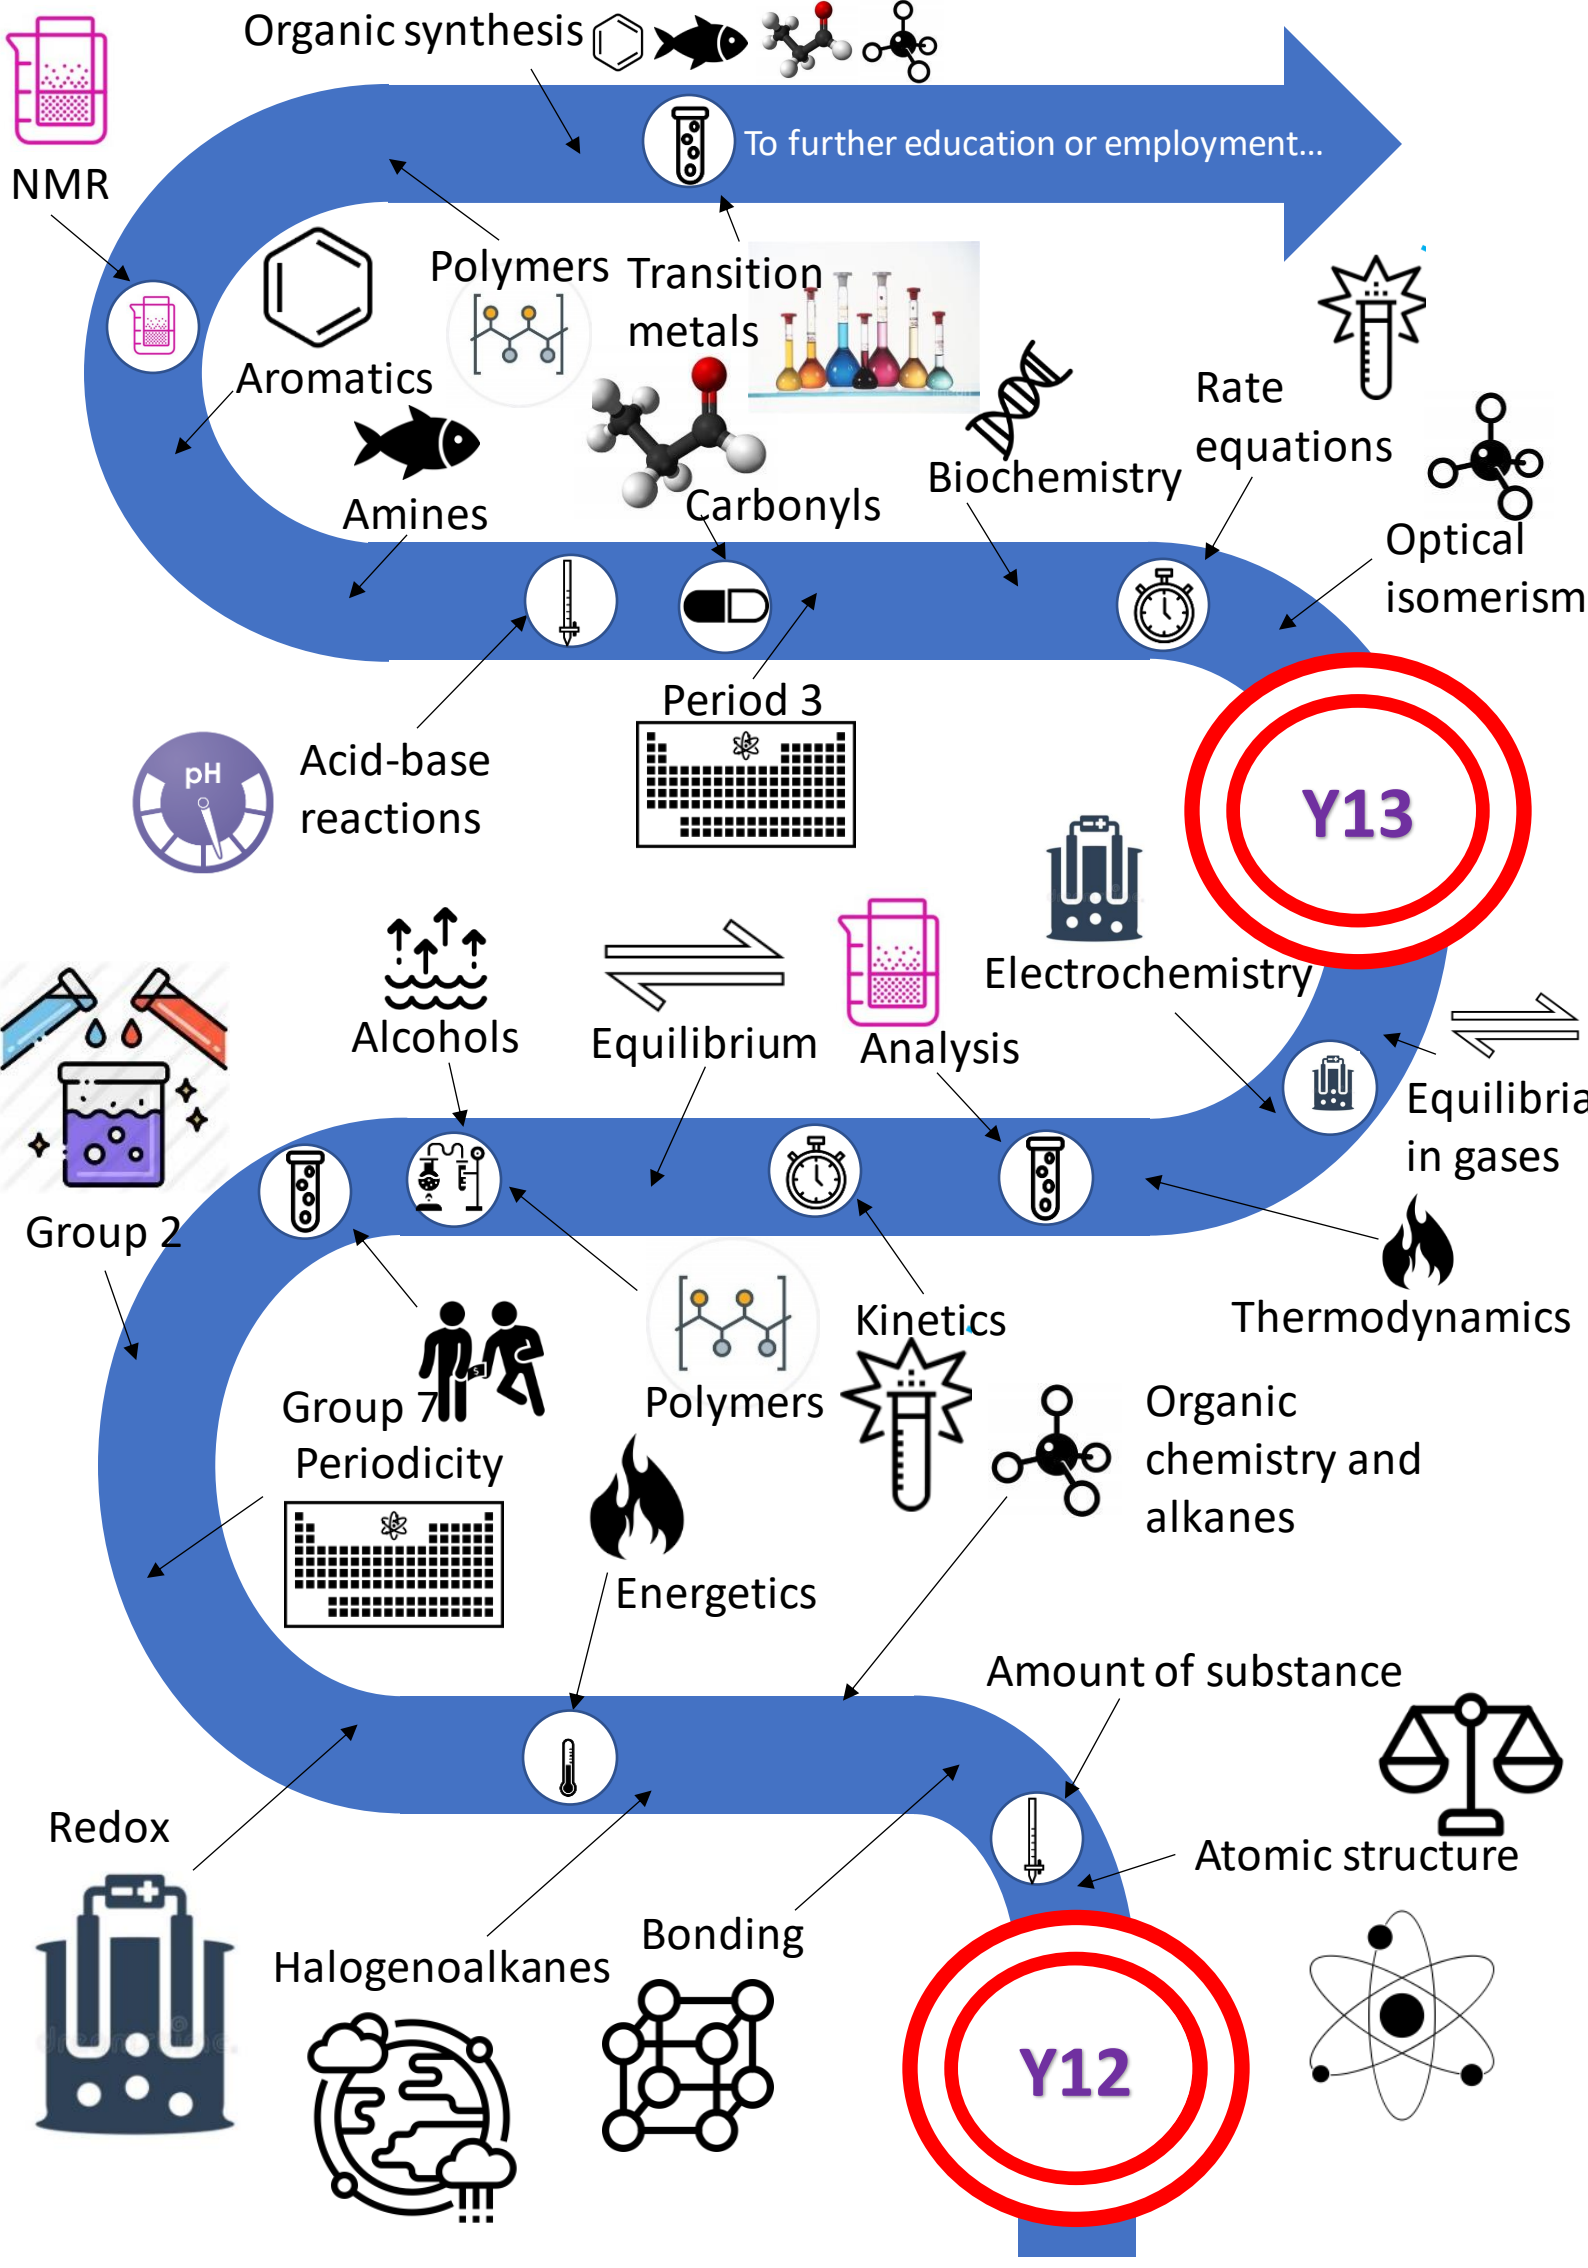 Organic synthesis
To further education or employment...
NMR
Polymers
Transition
metals
Aromatics
Rate
equations
Biochemistry
Carbonyls
Amines
Optical
isomerism
Period 3
Acid-base
reactions
pH
Y13
Electrochemistry
Alcohols
Equilibrium
Analysis
Equilibria
in gases
Group 2
Thermodynamics
Kinetics
Polymers
Group 7
Periodicity
Organic
chemistry and
alkanes
Energetics
Amount of substance
Redox
Atomic structure
Bonding
Halogenoalkanes
Y12